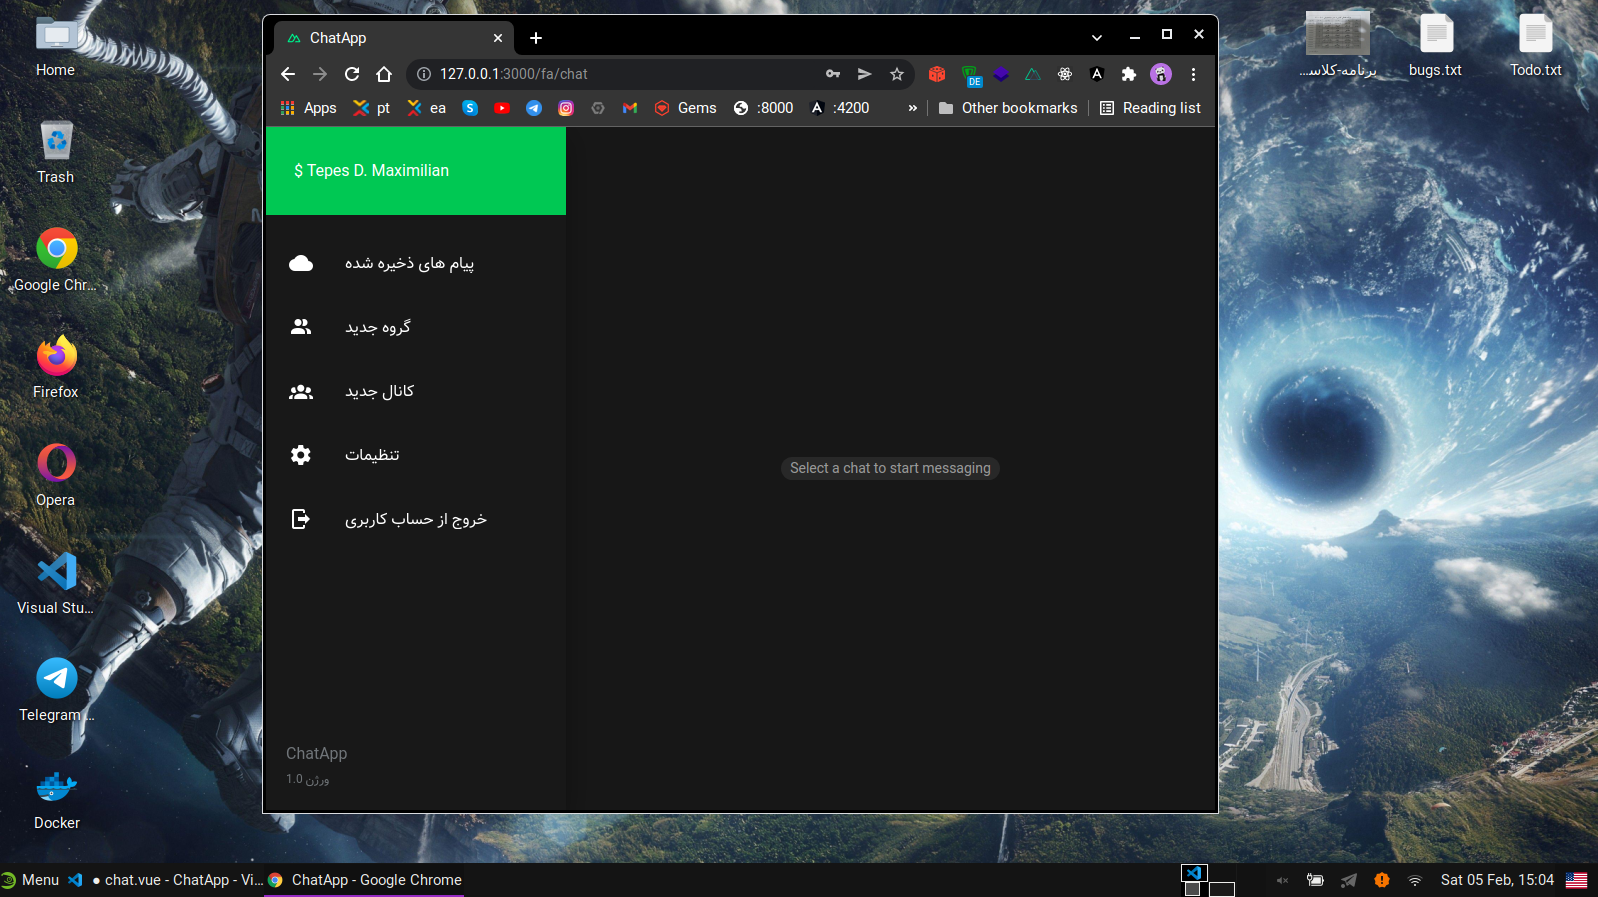 Home
Trash
Google Chr...
Firefox
Opera
Visual Stu...
Telegram ...
Docker
ChatApp
127.0.0.1:3000/fa/chat
DE
Apps
pt
ea
Gems
:8000
:4200
»
Other bookmarks
Reading list
$ Tepes D. Maximilian
پیام های ذخیره شده
گروه جدید
کانال جدید
تنظیمات
خروج از حساب کاربری
ChatApp
ورژن 1.0
Select a chat to start messaging
برنامه-کلاس...
bugs.txt
Todo.txt
Menu
● chat.vue - ChatApp - Vi...
ChatApp - Google Chrome
Sat 05 Feb, 15:04